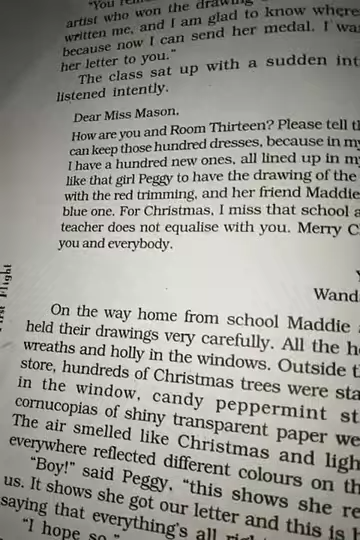 "You
artist who won the drawing
written me, and I am glad to know where
because now I can send her medal. I
her letter to you."
The class sat up with a sudden
listened intently.
Dear Miss Mason,
How are you and Room Thirteen? Please tell
can keep those hundred dresses, because in
I have a hundred new ones, all lined up in
like that girl Peggy to have the drawing of the
with the red trimming, and her friend Maddie
blue one. For Christmas, I miss that school
teacher does not equalise with you. Merry
you and everybody.
Y
Wand
First Flight
On the way home from school Maddie
held their drawings very carefully. All the
wreaths and holly in the windows. Outside
store, hundreds of Christmas trees were
in the window, candy peppermint
cornucopias of shiny transparent paper
The air smelled like Christmas and
everywhere reflected different colours on
"Boy!" said Peggy, "this shows she
us. It shows she got our letter and this is
saying that everything's all
"I hope so."